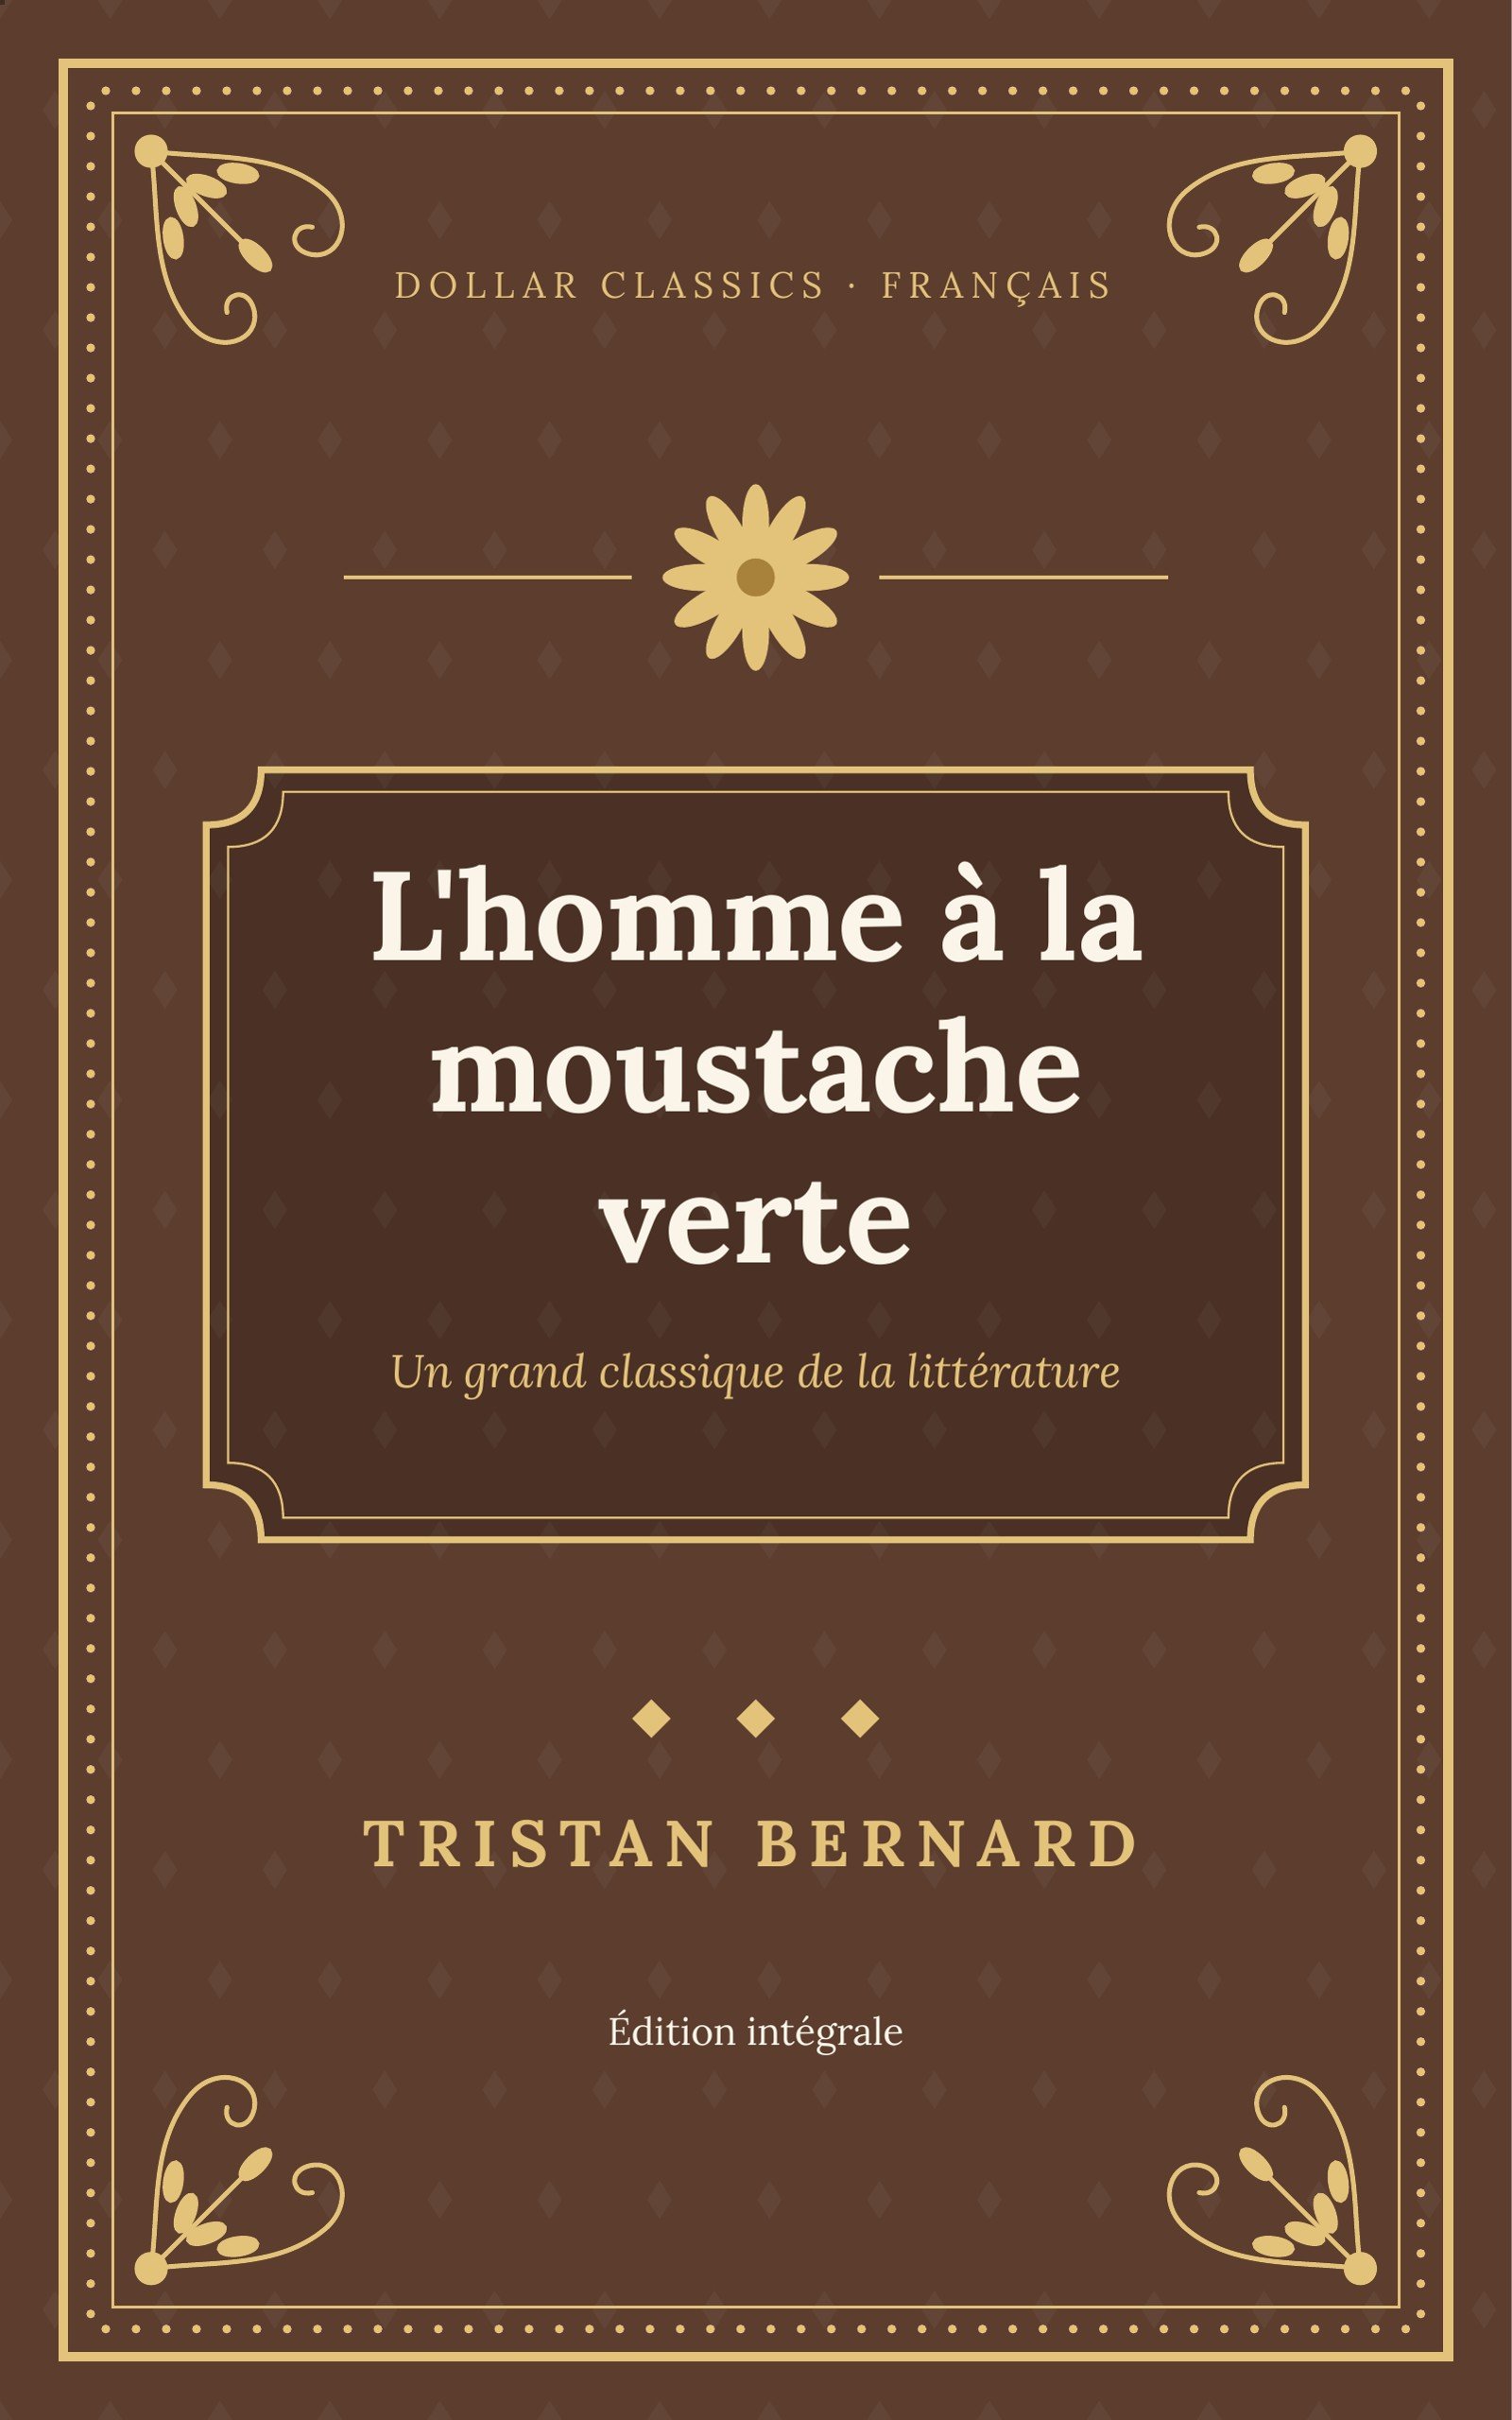 DOLLAR CLASSICS · FRANÇAIS
L'homme à la
moustache
verte
Un grand classique de la littérature
TRISTAN BERNARD
Édition intégrale